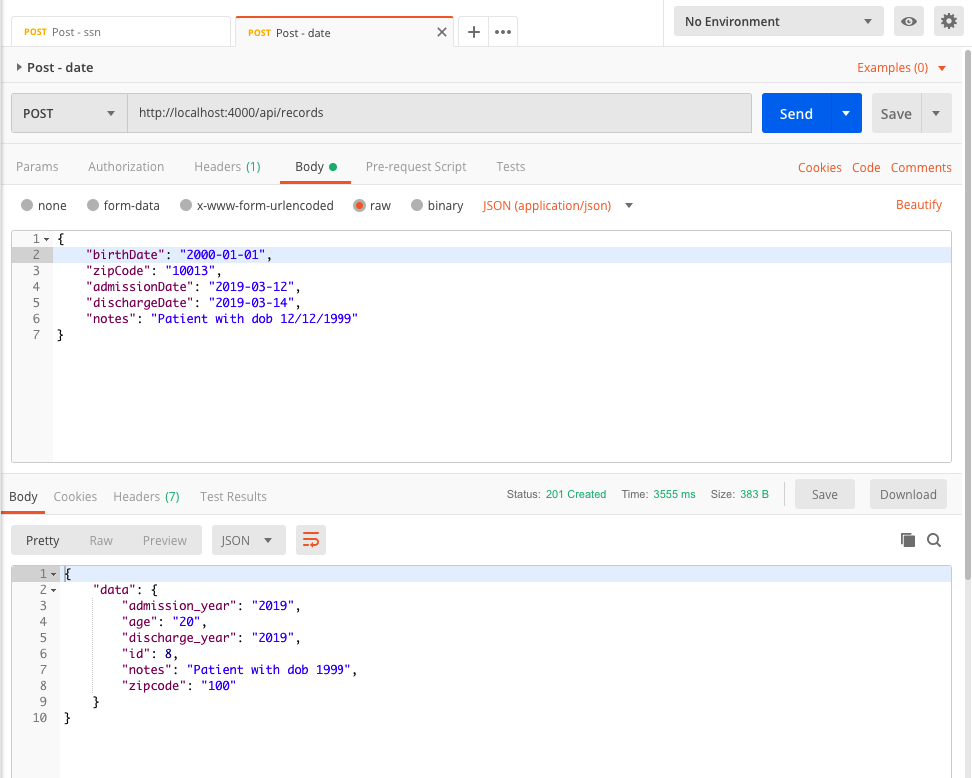 POST Post - ssn POST Post - date No Environment
Post - date Examples (0)
POST http://localhost:4000/api/records Send Save
Params Authorization Headers (1) Body Pre-request Script Tests Cookies Code Comments
none form-data x-www-form-urlencoded raw binary JSON (application/json) Beautify
1 {
2 "birthDate": "2000-01-01",
3 "zipCode": "10013",
4 "admissionDate": "2019-03-12",
5 "dischargeDate": "2019-03-14",
6 "notes": "Patient with dob 12/12/1999"
7 }
Body Cookies Headers (7) Test Results Status: 201 Created Time: 3555 ms Size: 383 B Save Download
Pretty Raw Preview JSON
1 {
2 "data": {
3 "admission_year": "2019",
4 "age": "20",
5 "discharge_year": "2019",
6 "id": 8,
7 "notes": "Patient with dob 1999",
8 "zipcode": "100"
9 }
10 }